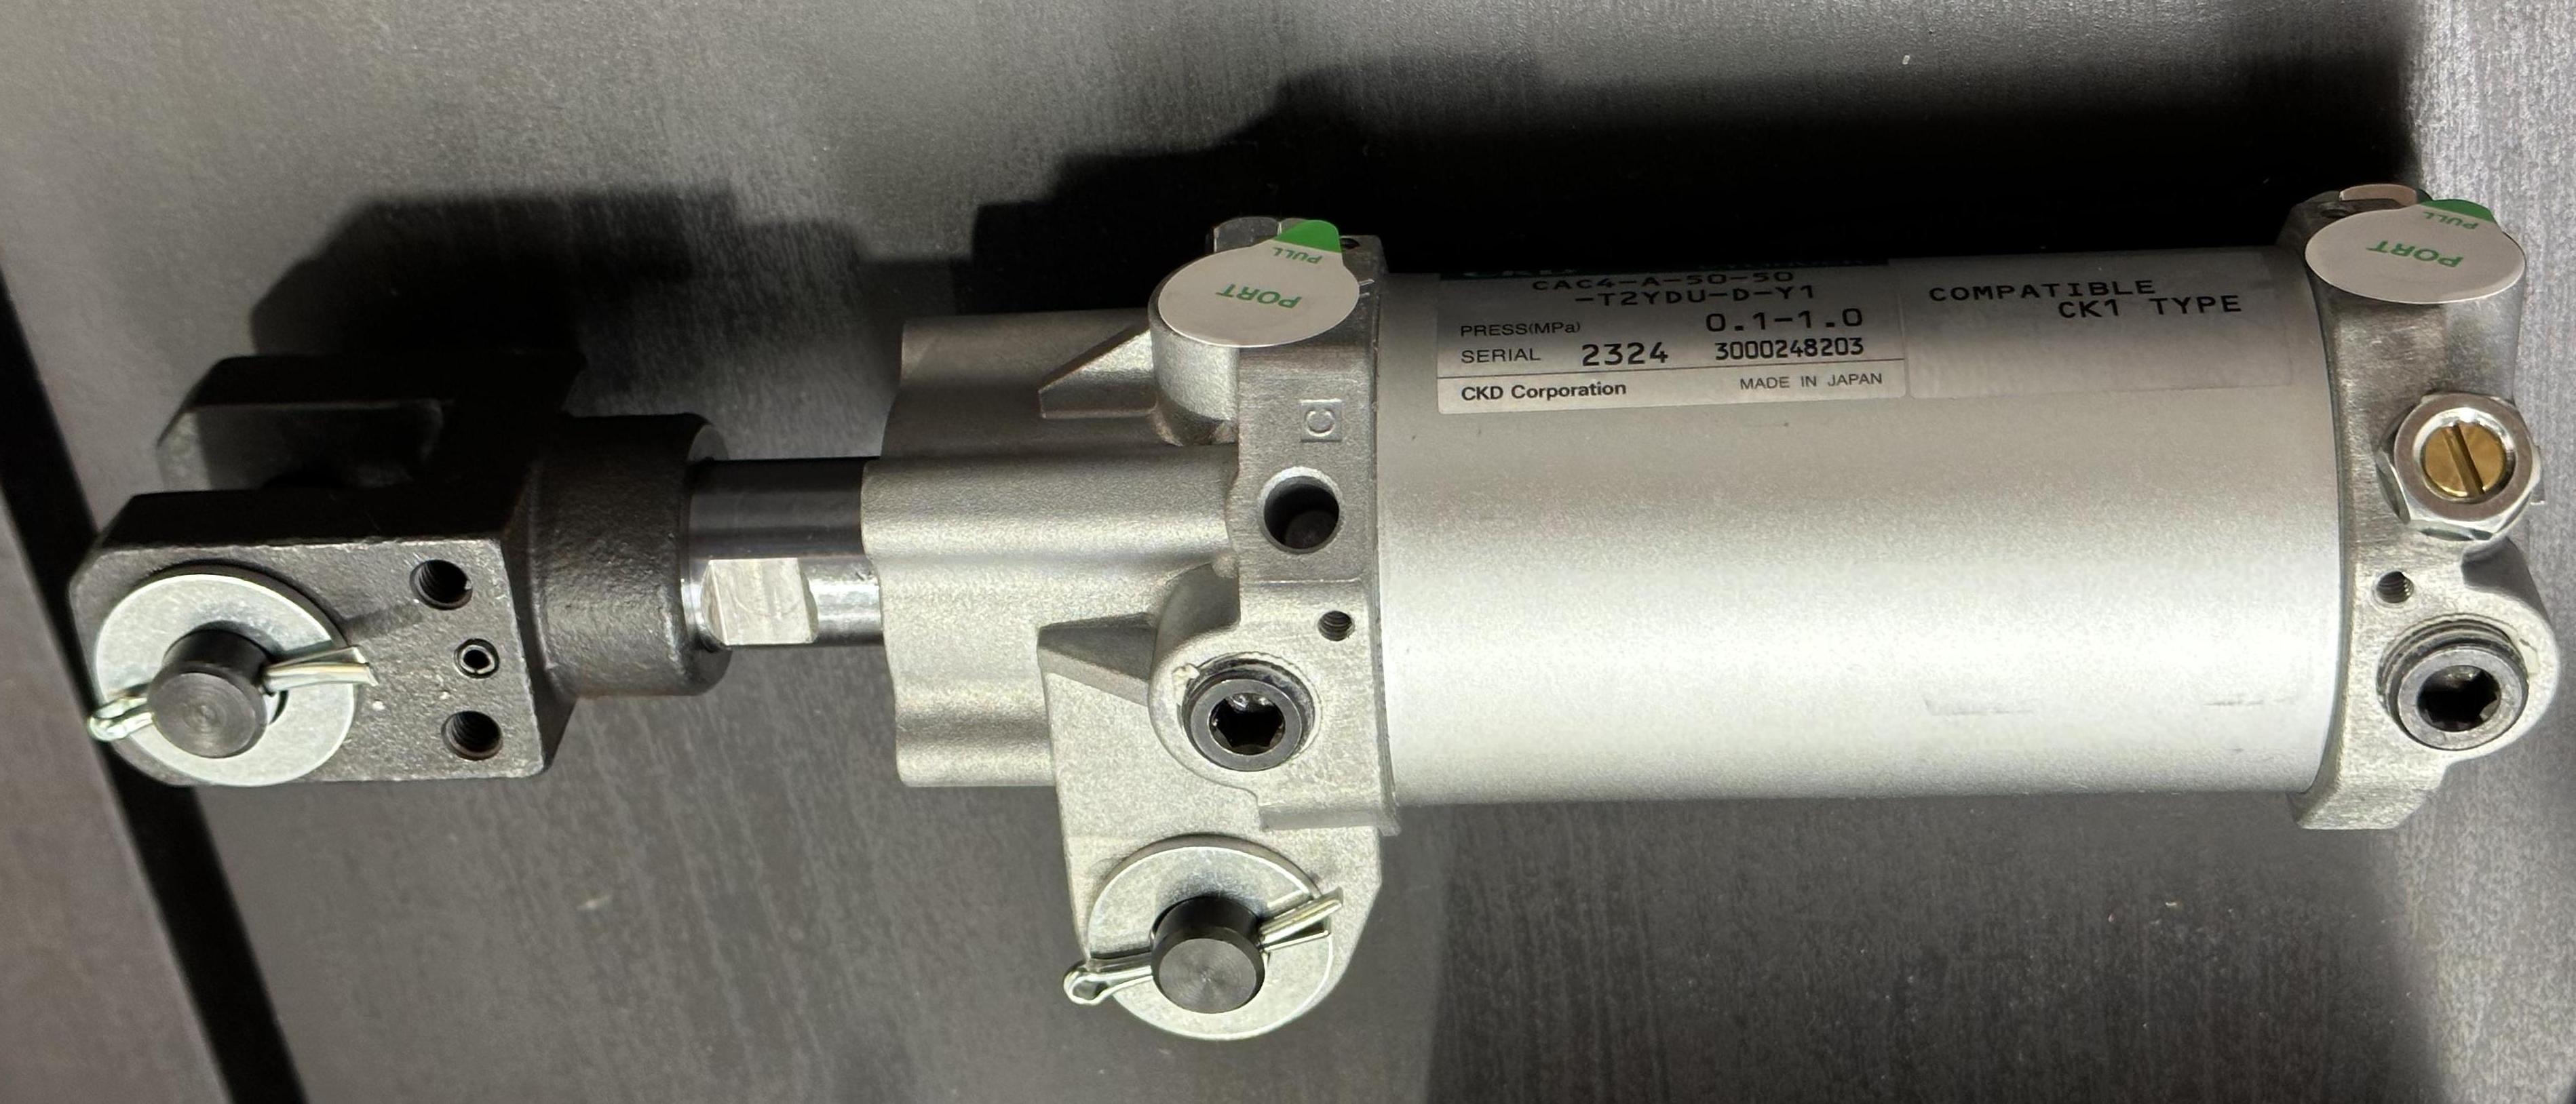 PULL
PORT
CKD
CAC4-A-50-50
-T2YDU-D-Y1
PRESS(MPa) 0.1-1.0
SERIAL 2324 3000248203
CKD Corporation MADE IN JAPAN
COMPATIBLE
CK1 TYPE
PULL
PORT
C